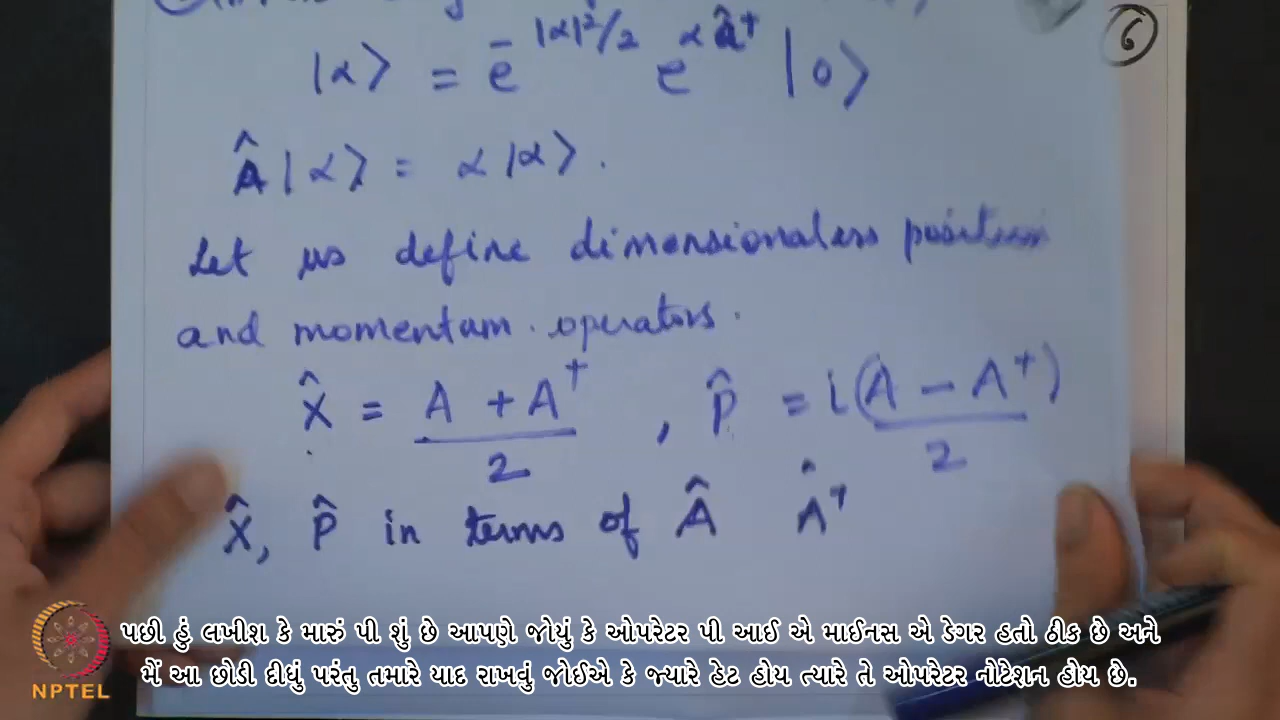 6
|α⟩ = e^{-|α|²/2} e^{αâ†} |0⟩
Â|α⟩ = α|α⟩.
Let us define dimensionaless position
and momentum operators.
X̂ = A + A† / 2 , P̂ = i(A − A†) / 2
X̂, P̂ in terms of Â Â†
પછી હું લખીશ કે મારું પી શું છે આપણે જોયું કે ઓપરેટર પી આઈ એ માઈનસ એ ડેગર હતો ઠીક છે અને
મેં આ છોડી દીધું પરંતુ તમારે યાદ રાખવું જોઈએ કે જ્યારે હેટ હોય ત્યારે તે ઓપરેટર નોટેશન હોય છે.
NPTEL